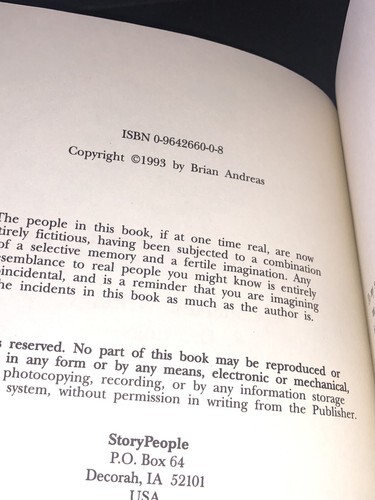 ISBN 0-9642660-0-8
Copyright ©1993 by Brian Andreas
The people in this book, if at one time real, are now
tirely fictitious, having been subjected to a combination
of a selective memory and a fertile imagination. Any
esemblance to real people you might know is entirely
incidental, and is a reminder that you are imagining
he incidents in this book as much as the author is.
s reserved. No part of this book may be reproduced or
in any form or by any means, electronic or mechanical,
photocopying, recording, or by any information storage
system, without permission in writing from the Publisher.
StoryPeople
P.O. Box 64
Decorah, IA 52101
USA